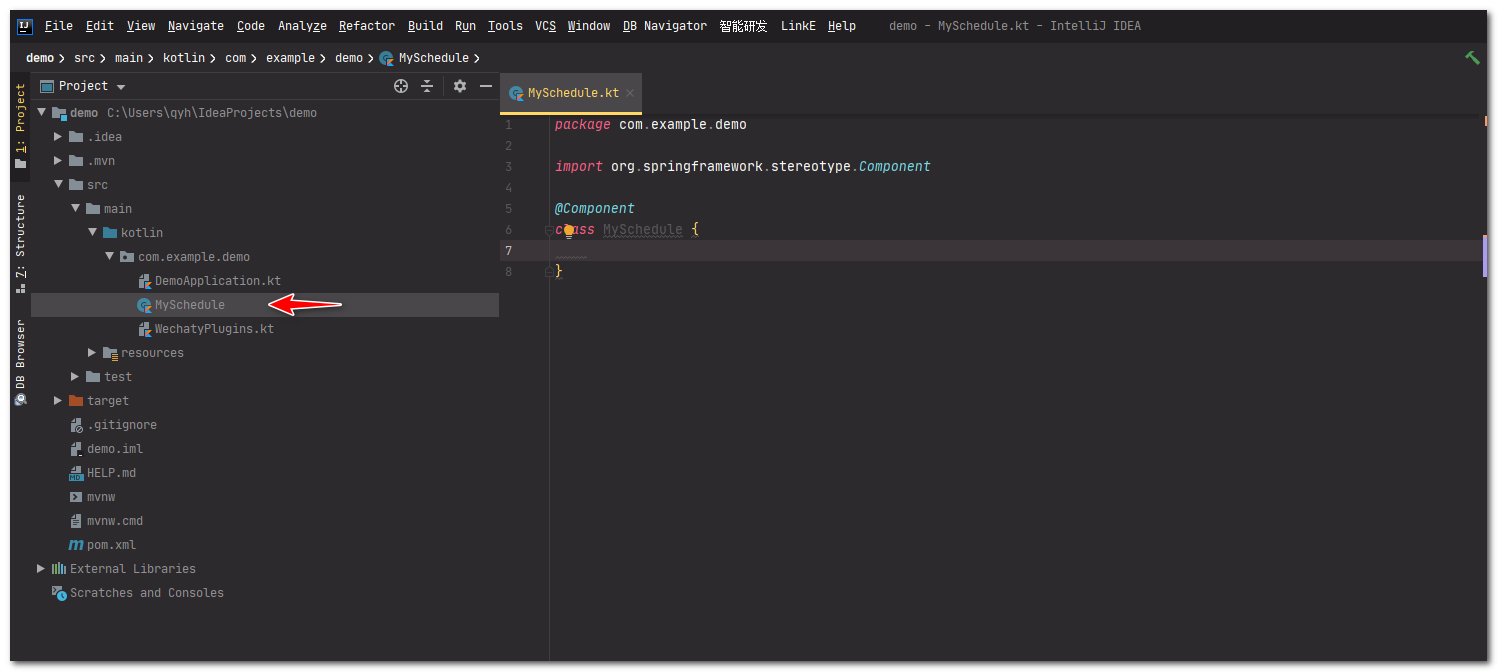 IJ File Edit View Navigate Code Analyze Refactor Build Run Tools VCS Window DB Navigator 智能研发 LinkE Help demo - MySchedule.kt - IntelliJ IDEA
demo src main kotlin com example demo MySchedule
1: Project
7: Structure
DB Browser
Project
demo C:\Users\qyh\IdeaProjects\demo
.idea
.mvn
src
main
kotlin
com.example.demo
DemoApplication.kt
MySchedule
WechatyPlugins.kt
resources
test
target
.gitignore
demo.iml
MD HELP.md
mvnw
mvnw.cmd
m pom.xml
External Libraries
Scratches and Consoles
MySchedule.kt
1 package com.example.demo
2
3 import org.springframework.stereotype.Component
4
5 @Component
6 class MySchedule {
7
8 }